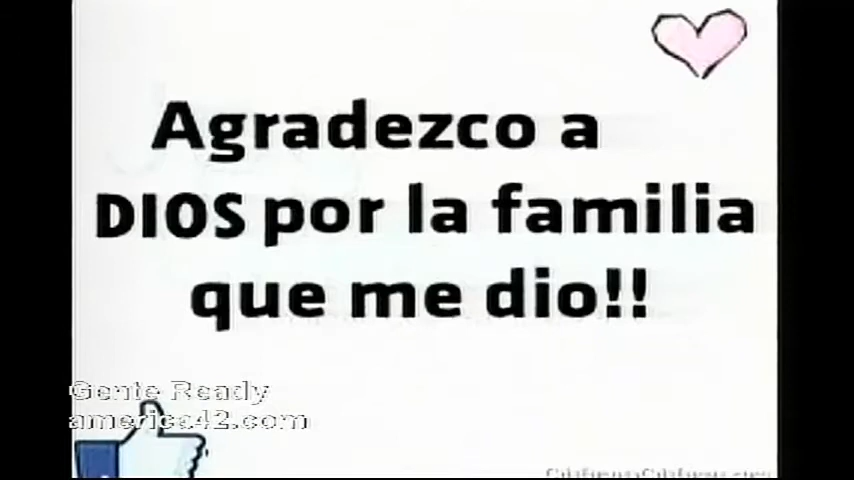 Agradezco a
DIOS por la familia
que me dio!!
Gente Ready
america42.com